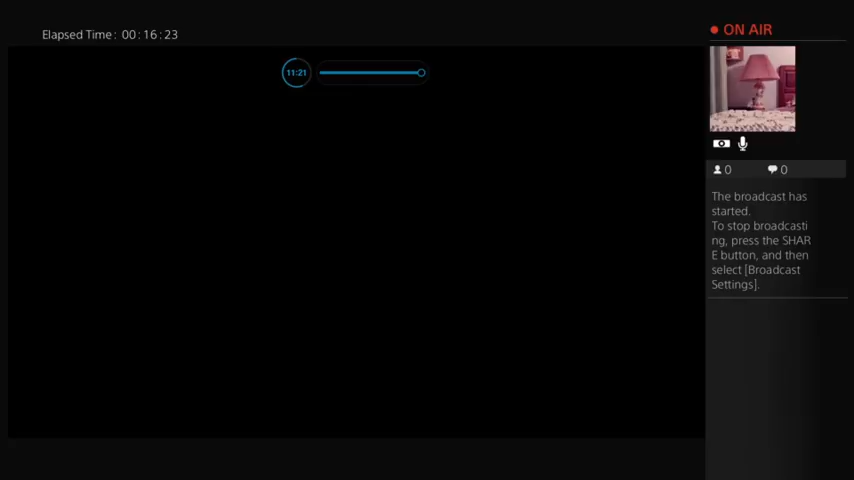 Elapsed Time: 00:16:23
ON AIR
11:21
0 0
The broadcast has
started.
To stop broadcasti
ng, press the SHAR
E button, and then
select [Broadcast
Settings].